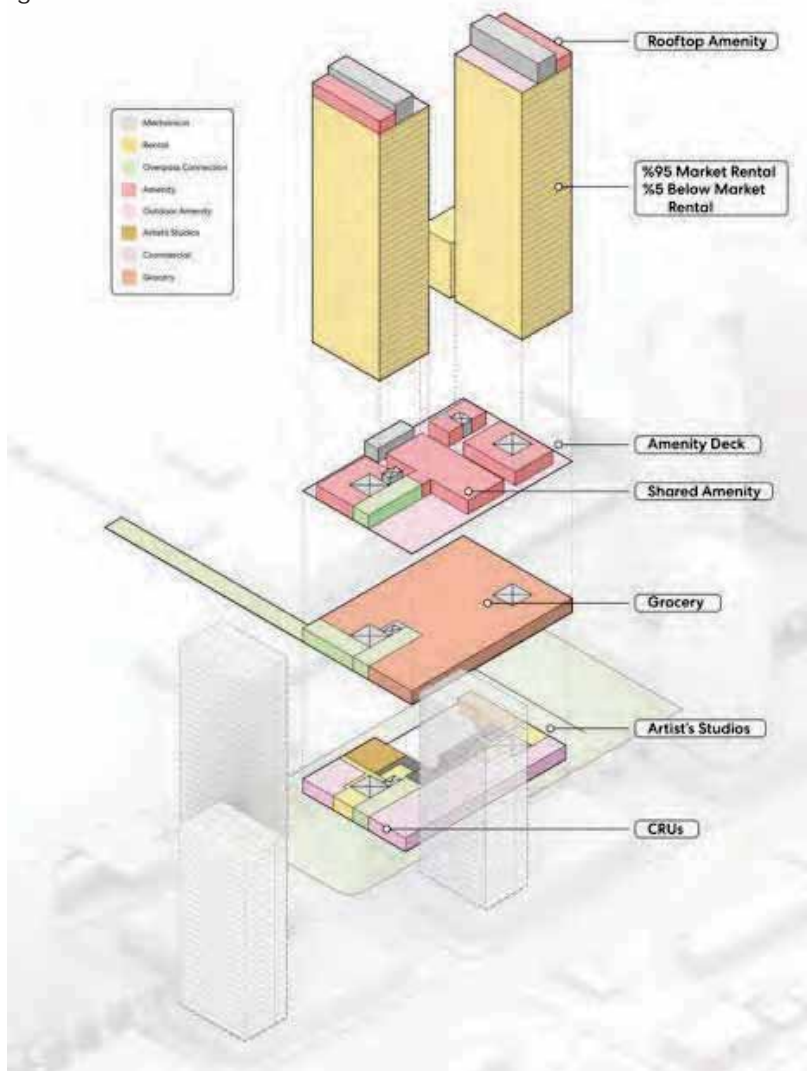 Rooftop Amenity
Mechanical
Rental
Overpass Connection
Amenity
Outdoor Amenity
Artist's Studios
Commercial
Grocery
%95 Market Rental
%5 Below Market
Rental
Amenity Deck
Shared Amenity
Grocery
Artist's Studios
CRUs